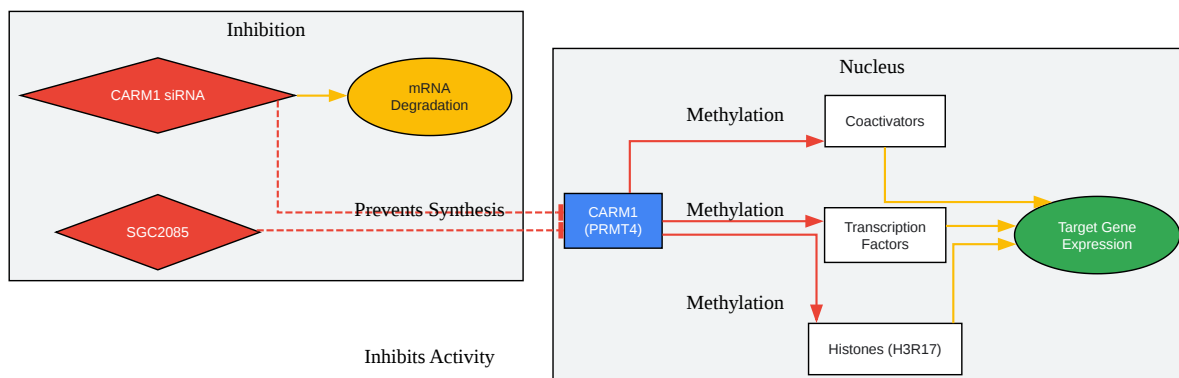 Inhibition
CARM1 siRNA
mRNA
Degradation
Prevents Synthesis
SGC2085
Inhibits Activity
Nucleus
Methylation
Coactivators
CARM1
(PRMT4)
Methylation
Transcription
Factors
Target Gene
Expression
Methylation
Histones (H3R17)